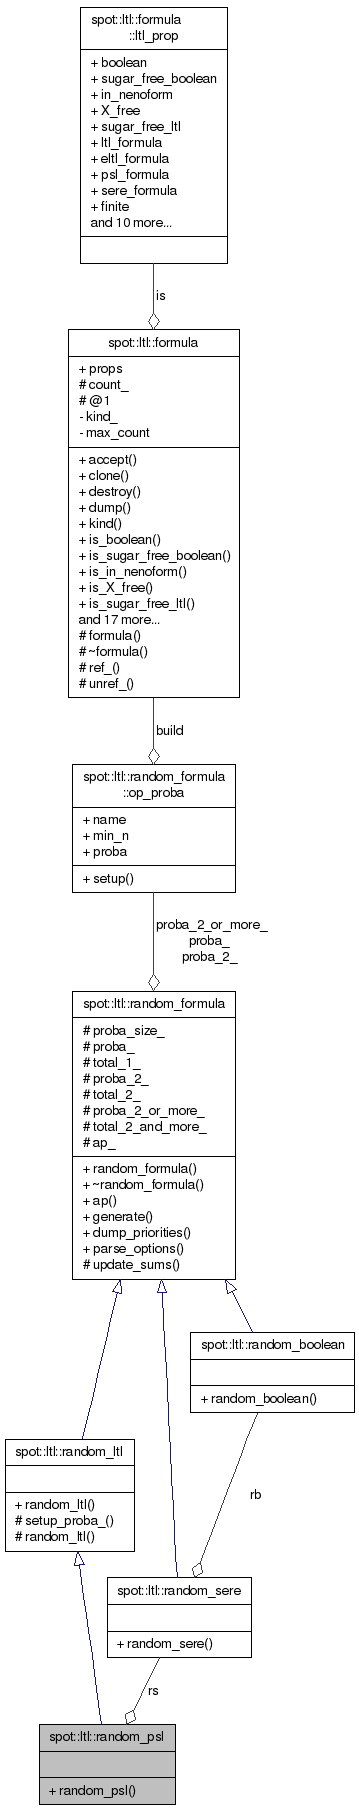 spot::ltl::formula
::ltl_prop
+ boolean
+ sugar_free_boolean
+ in_nenoform
+ X_free
+ sugar_free_ltl
+ ltl_formula
+ eltl_formula
+ psl_formula
+ sere_formula
+ finite
and 10 more...
is
spot::ltl::formula
+ props
# count_
# @1
- kind_
- max_count
+ accept()
+ clone()
+ destroy()
+ dump()
+ kind()
+ is_boolean()
+ is_sugar_free_boolean()
+ is_in_nenoform()
+ is_X_free()
+ is_sugar_free_ltl()
and 17 more...
# formula()
# ~formula()
# ref_()
# unref_()
build
spot::ltl::random_formula
::op_proba
+ name
+ min_n
+ proba
+ setup()
proba_2_or_more_
proba_
proba_2_
spot::ltl::random_formula
# proba_size_
# proba_
# total_1_
# proba_2_
# total_2_
# proba_2_or_more_
# total_2_and_more_
# ap_
+ random_formula()
+ ~random_formula()
+ ap()
+ generate()
+ dump_priorities()
+ parse_options()
# update_sums()
spot::ltl::random_boolean
+ random_boolean()
spot::ltl::random_ltl
+ random_ltl()
# setup_proba_()
# random_ltl()
rb
spot::ltl::random_sere
+ random_sere()
rs
spot::ltl::random_psl
+ random_psl()